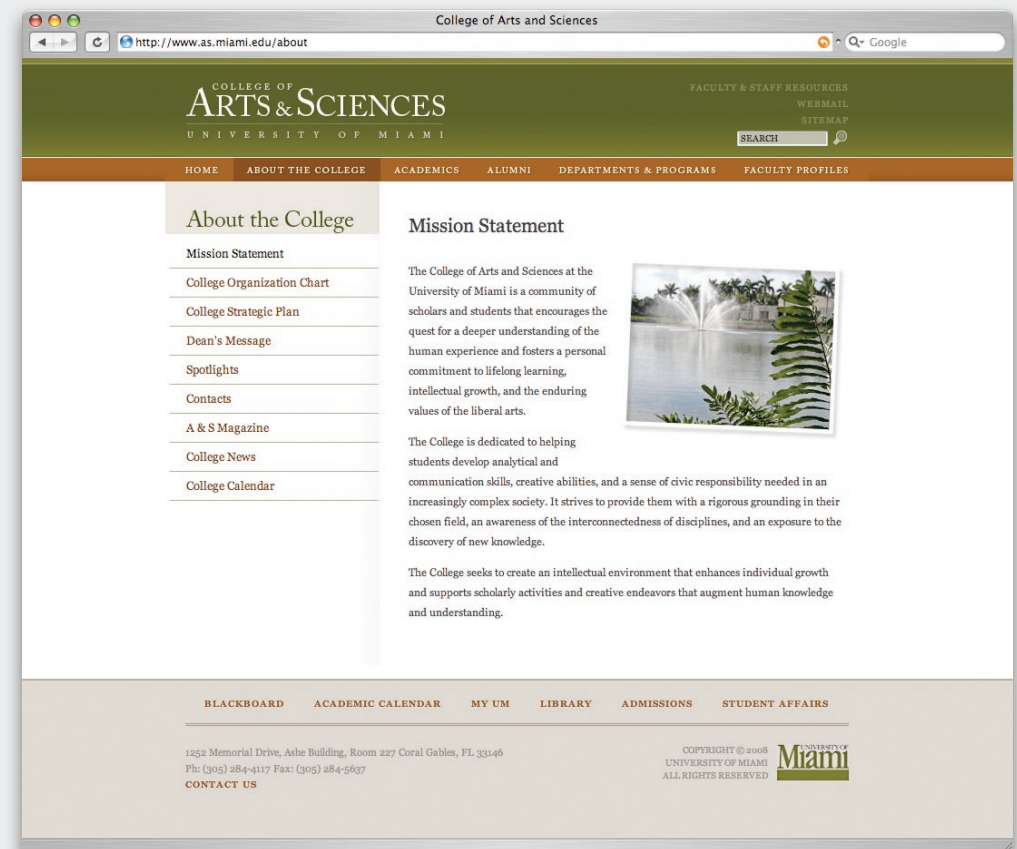 College of Arts and Sciences
http://www.as.miami.edu/about
Google
COLLEGE OF
ARTS & SCIENCES
UNIVERSITY OF MIAMI
FACULTY & STAFF RESOURCES
WEBMAIL
SITEMAP
SEARCH
HOME ABOUT THE COLLEGE ACADEMICS ALUMNI DEPARTMENTS & PROGRAMS FACULTY PROFILES
About the College
Mission Statement
College Organization Chart
College Strategic Plan
Dean's Message
Spotlights
Contacts
A & S Magazine
College News
College Calendar
Mission Statement
The College of Arts and Sciences at the
University of Miami is a community of
scholars and students that encourages the
quest for a deeper understanding of the
human experience and fosters a personal
commitment to lifelong learning,
intellectual growth, and the enduring
values of the liberal arts.
The College is dedicated to helping
students develop analytical and
communication skills, creative abilities, and a sense of civic responsibility needed in an
increasingly complex society. It strives to provide them with a rigorous grounding in their
chosen field, an awareness of the interconnectedness of disciplines, and an exposure to the
discovery of new knowledge.
The College seeks to create an intellectual environment that enhances individual growth
and supports scholarly activities and creative endeavors that augment human knowledge
and understanding.
BLACKBOARD ACADEMIC CALENDAR MY UM LIBRARY ADMISSIONS STUDENT AFFAIRS
1252 Memorial Drive, Ashe Building, Room 227 Coral Gables, FL 33146
Ph: (305) 284-4117 Fax: (305) 284-5637
CONTACT US
COPYRIGHT © 2008
UNIVERSITY OF MIAMI
ALL RIGHTS RESERVED
UNIVERSITY OF
Miami